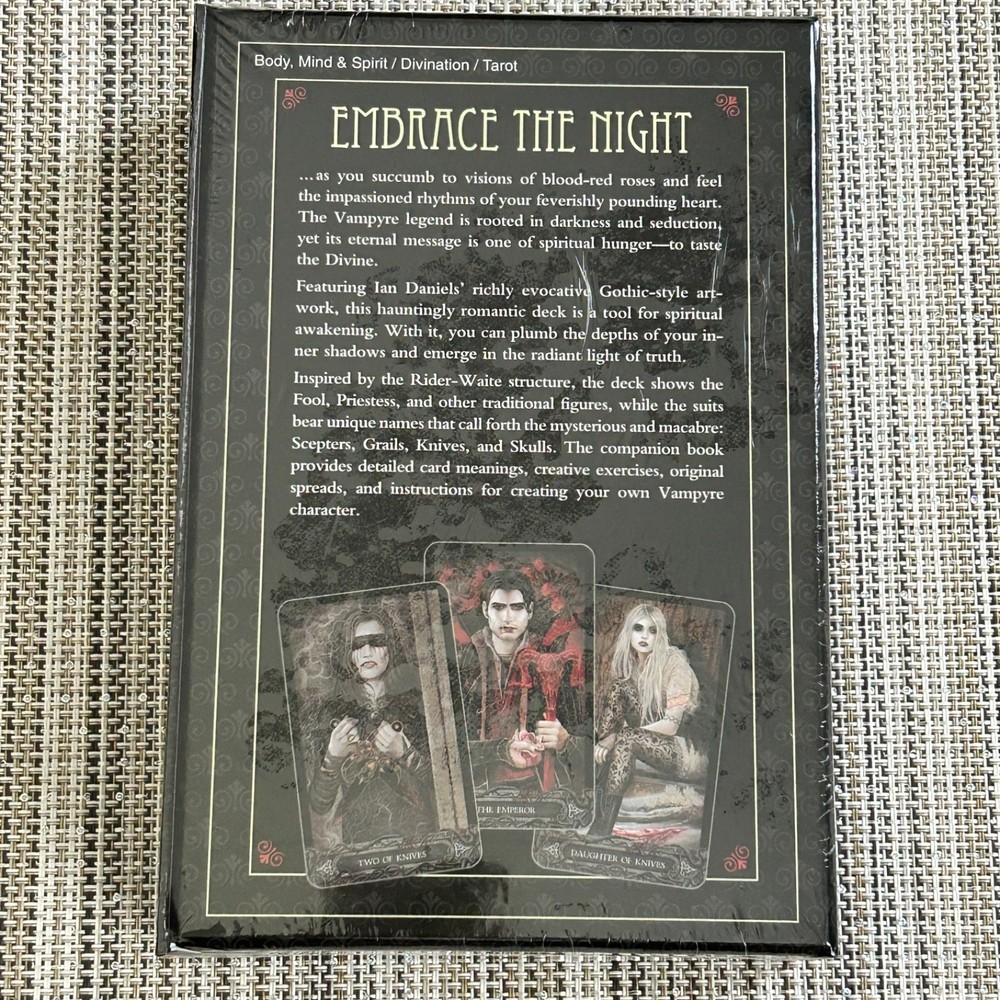 Body, Mind & Spirit / Divination / Tarot
EMBRACE THE NIGHT
...as you succumb to visions of blood-red roses and feel
the impassioned rhythms of your feverishly pounding heart.
The Vampyre legend is rooted in darkness and seduction,
yet its eternal message is one of spiritual hunger—to taste
the Divine.
Featuring Ian Daniels' richly evocative Gothic-style art-
work, this hauntingly romantic deck is a tool for spiritual
awakening. With it, you can plumb the depths of your in-
ner shadows and emerge in the radiant light of truth.
Inspired by the Rider-Waite structure, the deck shows the
Fool, Priestess, and other traditional figures, while the suits
bear unique names that call forth the mysterious and macabre:
Scepters, Grails, Knives, and Skulls. The companion book
provides detailed card meanings, creative exercises, original
spreads, and instructions for creating your own Vampyre
character.
THE EMPEROR
TWO OF KNIVES
DAUGHTER OF KNIVES